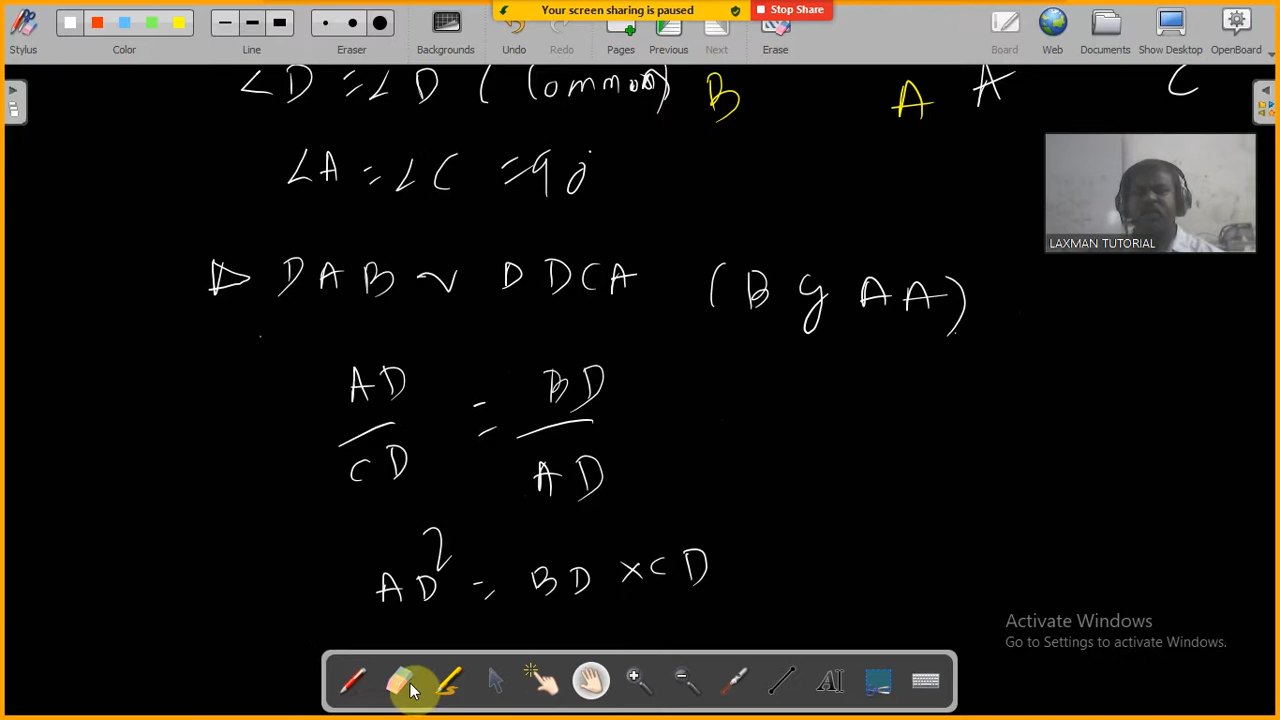 Your screen sharing is paused Stop Share
Stylus Color Line Eraser Backgrounds Undo Redo Pages Previous Next Erase Board Web Documents Show Desktop OpenBoard
∠D = ∠D (Common) B A A C
∠A = ∠C = 90°
LAXMAN TUTORIAL
▷ DAB ~ D DCA (By AA)
AD/CD = BD/AD
AD² = BD × CD
Activate Windows
Go to Settings to activate Windows.